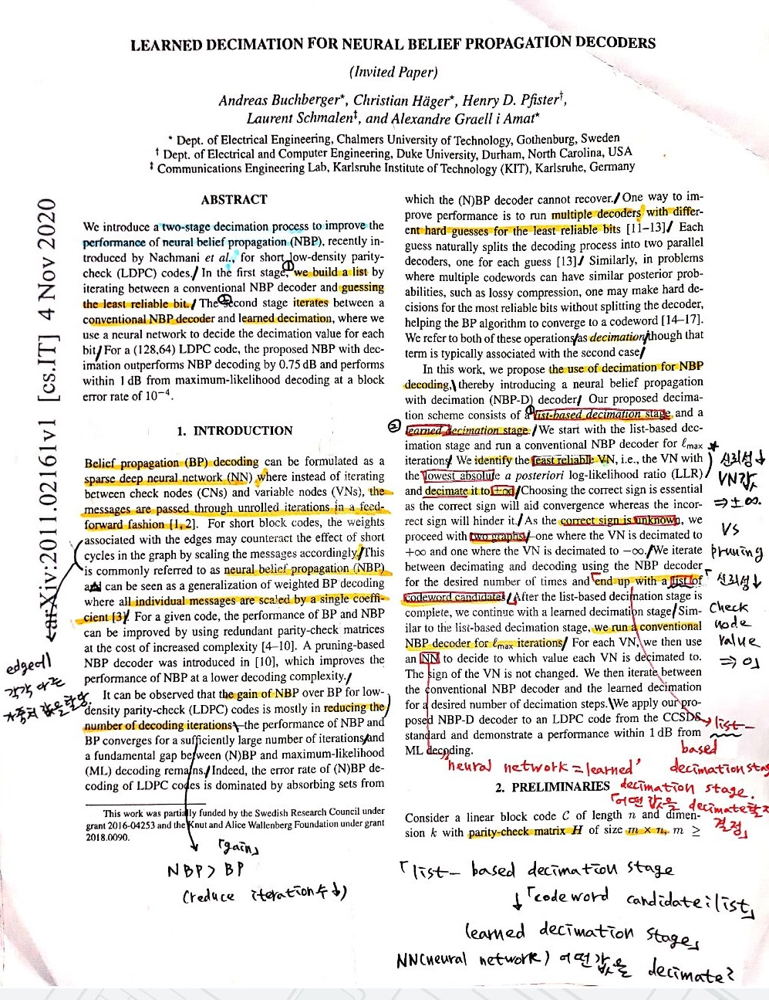 LEARNED DECIMATION FOR NEURAL BELIEF PROPAGATION DECODERS
(Invited Paper)
Andreas Buchberger*, Christian Häger*, Henry D. Pfister†,
Laurent Schmalen‡, and Alexandre Graell i Amat*
* Dept. of Electrical Engineering, Chalmers University of Technology, Gothenburg, Sweden
† Dept. of Electrical and Computer Engineering, Duke University, Durham, North Carolina, USA
‡ Communications Engineering Lab, Karlsruhe Institute of Technology (KIT), Karlsruhe, Germany
arXiv:2011.02161v1 [cs.IT] 4 Nov 2020
ABSTRACT
We introduce a two-stage decimation process to improve the
performance of neural belief propagation (NBP), recently in-
troduced by Nachmani et al., for short low-density parity-
check (LDPC) codes. In the first stage, we build a list by
iterating between a conventional NBP decoder and guessing
the least reliable bit. The second stage iterates between a
conventional NBP decoder and learned decimation, where we
use a neural network to decide the decimation value for each
bit. For a (128,64) LDPC code, the proposed NBP with dec-
imation outperforms NBP decoding by 0.75 dB and performs
within 1 dB from maximum-likelihood decoding at a block
error rate of 10⁻⁴.
1. INTRODUCTION
Belief propagation (BP) decoding can be formulated as a
sparse deep neural network (NN) where instead of iterating
between check nodes (CNs) and variable nodes (VNs), the
messages are passed through unrolled iterations in a feed-
forward fashion [1, 2]. For short block codes, the weights
associated with the edges may counteract the effect of short
cycles in the graph by scaling the messages accordingly. This
is commonly referred to as neural belief propagation (NBP)
and can be seen as a generalization of weighted BP decoding
where all individual messages are scaled by a single coeffi-
cient [3]. For a given code, the performance of BP and NBP
can be improved by using redundant parity-check matrices
at the cost of increased complexity [4–10]. A pruning-based
NBP decoder was introduced in [10], which improves the
performance of NBP at a lower decoding complexity.
It can be observed that the gain of NBP over BP for low-
density parity-check (LDPC) codes is mostly in reducing the
number of decoding iterations—the performance of NBP and
BP converges for a sufficiently large number of iterations and
a fundamental gap between (N)BP and maximum-likelihood
(ML) decoding remains. Indeed, the error rate of (N)BP de-
coding of LDPC codes is dominated by absorbing sets from
This work was partially funded by the Swedish Research Council under
grant 2016-04253 and the Knut and Alice Wallenberg Foundation under grant
2018.0090.
edge에
각각 다른
가중치 값을 할당
「gain」
NBP > BP
(reduce iteration수↓)
which the (N)BP decoder cannot recover. One way to im-
prove performance is to run multiple decoders with differ-
ent hard guesses for the least reliable bits [11–13]. Each
guess naturally splits the decoding process into two parallel
decoders, one for each guess [13]. Similarly, in problems
where multiple codewords can have similar posterior prob-
abilities, such as lossy compression, one may make hard de-
cisions for the most reliable bits without splitting the decoder,
helping the BP algorithm to converge to a codeword [14–17].
We refer to both of these operations as decimation though that
term is typically associated with the second case.
In this work, we propose the use of decimation for NBP
decoding, thereby introducing a neural belief propagation
with decimation (NBP-D) decoder. Our proposed decima-
tion scheme consists of a list-based decimation stage and a
learned decimation stage. We start with the list-based dec-
imation stage and run a conventional NBP decoder for ℓmax
iterations. We identify the least reliable VN, i.e., the VN with
the lowest absolute a posteriori log-likelihood ratio (LLR)
and decimate it to ±∞. Choosing the correct sign is essential
as the correct sign will aid convergence whereas the incor-
rect sign will hinder it. As the correct sign is unknown, we
proceed with two graphs—one where the VN is decimated to
+∞ and one where the VN is decimated to −∞. We iterate
between decimating and decoding using the NBP decoder
for the desired number of times and end up with a list of
codeword candidates. After the list-based decimation stage is
complete, we continue with a learned decimation stage. Sim-
ilar to the list-based decimation stage, we run a conventional
NBP decoder for ℓmax iterations. For each VN, we then use
an NN to decide to which value each VN is decimated to.
The sign of the VN is not changed. We then iterate between
the conventional NBP decoder and the learned decimation
for a desired number of decimation steps. We apply our pro-
posed NBP-D decoder to an LDPC code from the CCSDS
standard and demonstrate a performance within 1 dB from
ML decoding.
① ②
① ②
신뢰성↓
VN값
⇒±∞.
VS
pruning
「신뢰성↓
Check
node
value
⇒ 0」
list-
based
decimation stag
'neural network = learned'
decimation stage.
「어떤 값을 decimate할지
결정」
2. PRELIMINARIES
Consider a linear block code C of length n and dimen-
sion k with parity-check matrix H of size m × n, m ≥
「list- based decimation stage
↓「codeword candidate : list」
learned decimation stage」
NN(neural network) 어떤 값을 decimate?